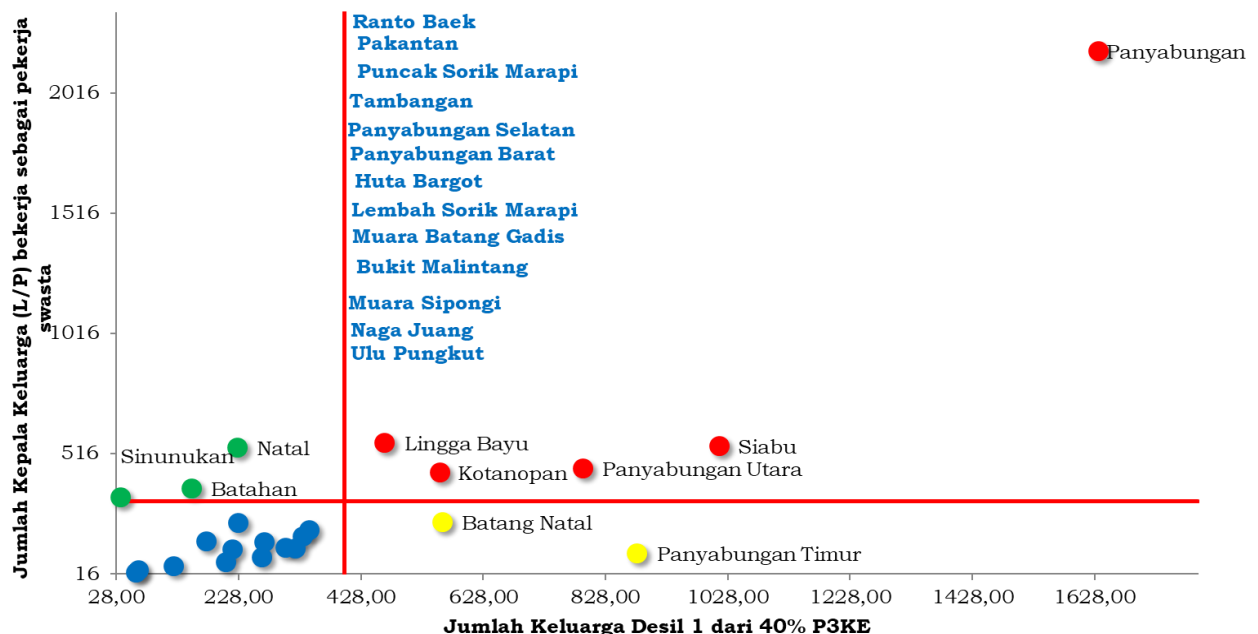 Jumlah Kepala Keluarga (L/P) bekerja sebagai pekerja
swasta
2016
1516
1016
516
16
Ranto Baek
Pakantan
Puncak Sorik Marapi
Tambangan
Panyabungan Selatan
Panyabungan Barat
Huta Bargot
Lembah Sorik Marapi
Muara Batang Gadis
Bukit Malintang
Muara Sipongi
Naga Juang
Ulu Pungkut
Panyabungan
Sinunukan
Natal
Batahan
Lingga Bayu
Kotanopan
Siabu
Panyabungan Utara
Batang Natal
Panyabungan Timur
28,00 228,00 428,00 628,00 828,00 1028,00 1228,00 1428,00 1628,00
Jumlah Keluarga Desil 1 dari 40% P3KE